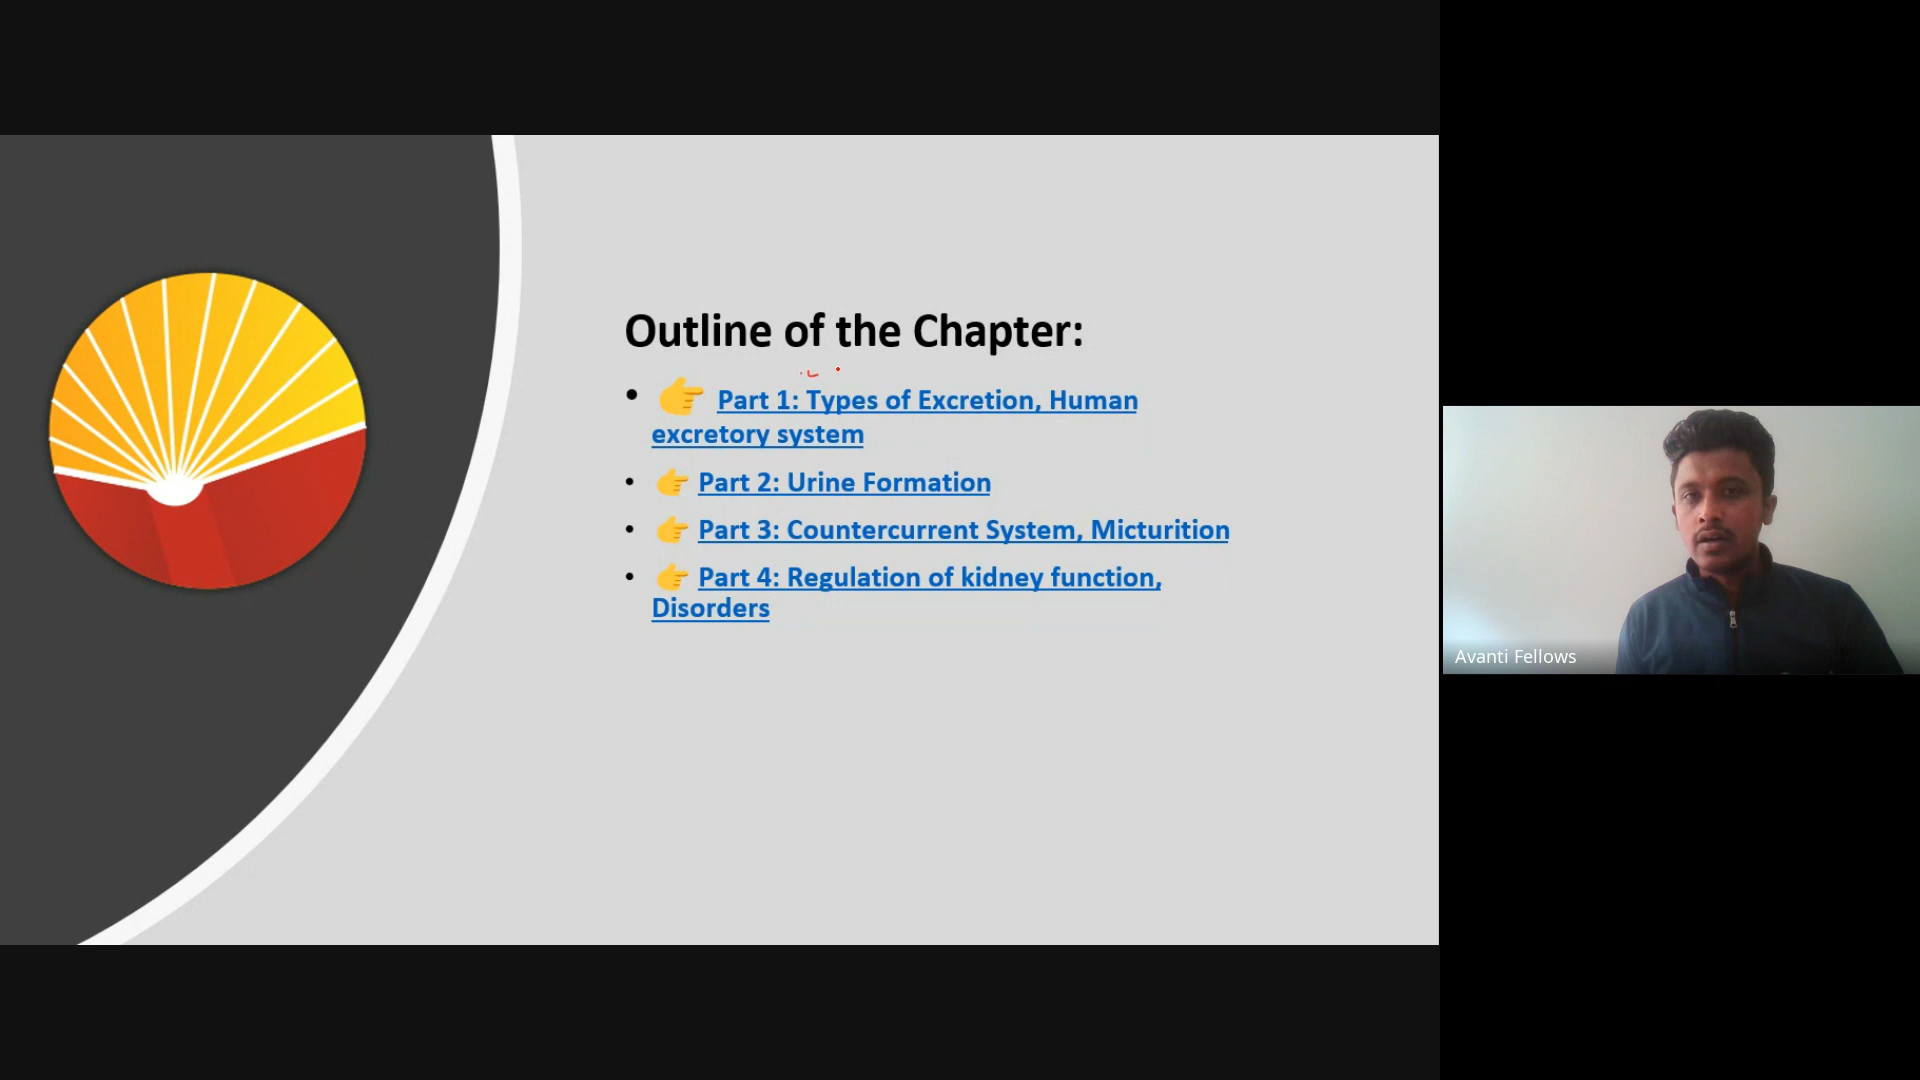 Outline of the Chapter:
• 👉 Part 1: Types of Excretion, Human
excretory system
• 👉 Part 2: Urine Formation
• 👉 Part 3: Countercurrent System, Micturition
• 👉 Part 4: Regulation of kidney function,
Disorders
Avanti Fellows